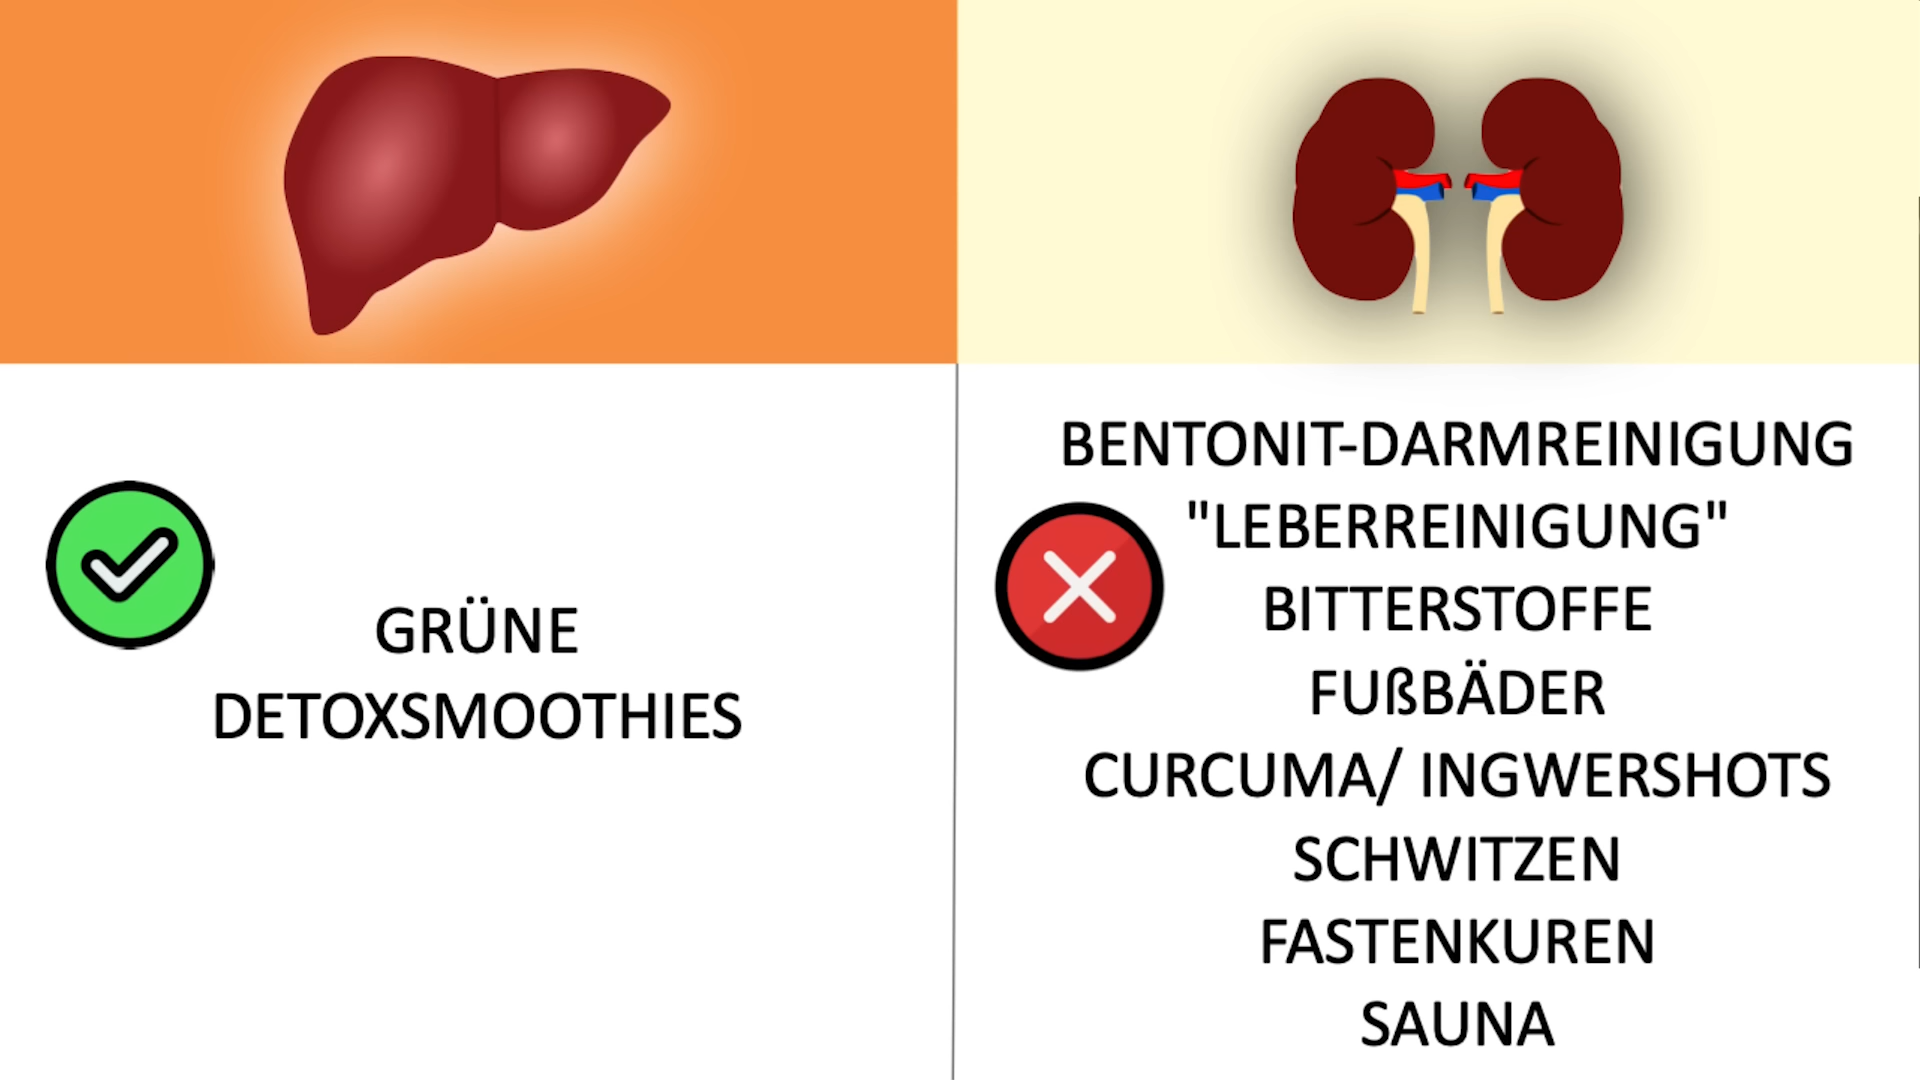 GRÜNE
DETOXSMOOTHIES
BENTONIT-DARMREINIGUNG
"LEBERREINIGUNG"
BITTERSTOFFE
FUßBÄDER
CURCUMA/ INGWERSHOTS
SCHWITZEN
FASTENKUREN
SAUNA